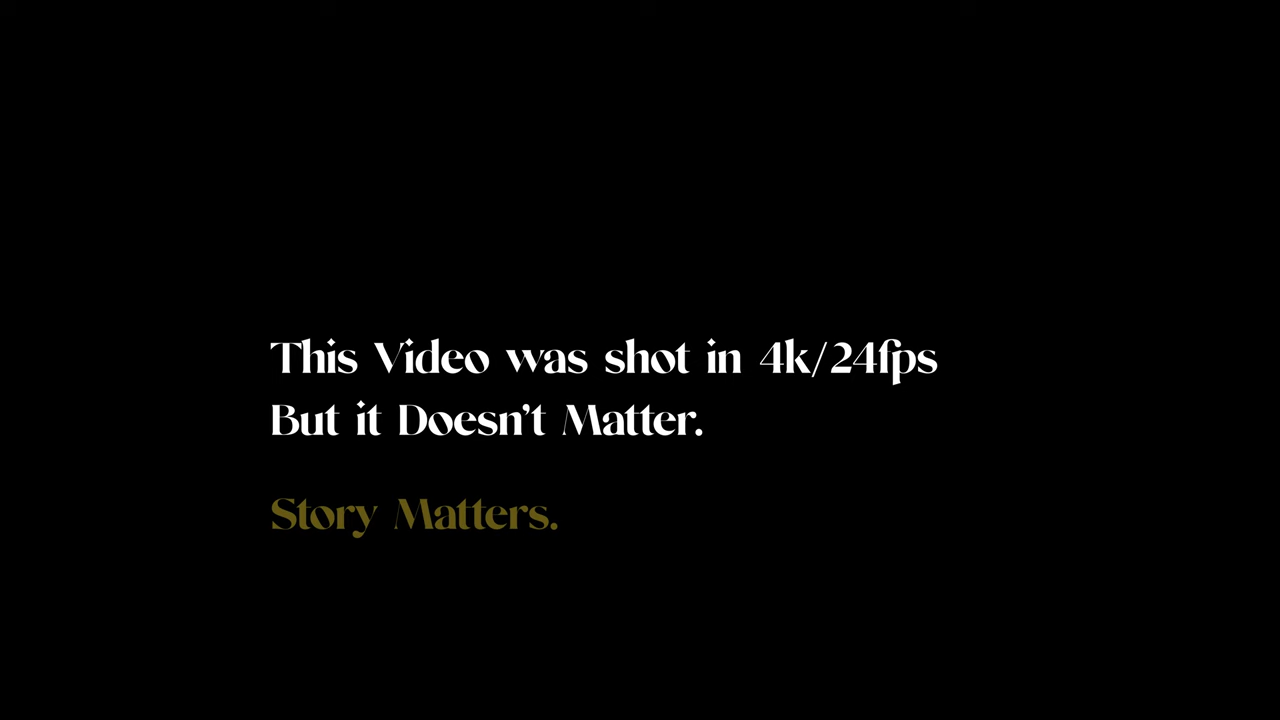 This Video was shot in 4k/24fps
But it Doesn't Matter.
Story Matters.